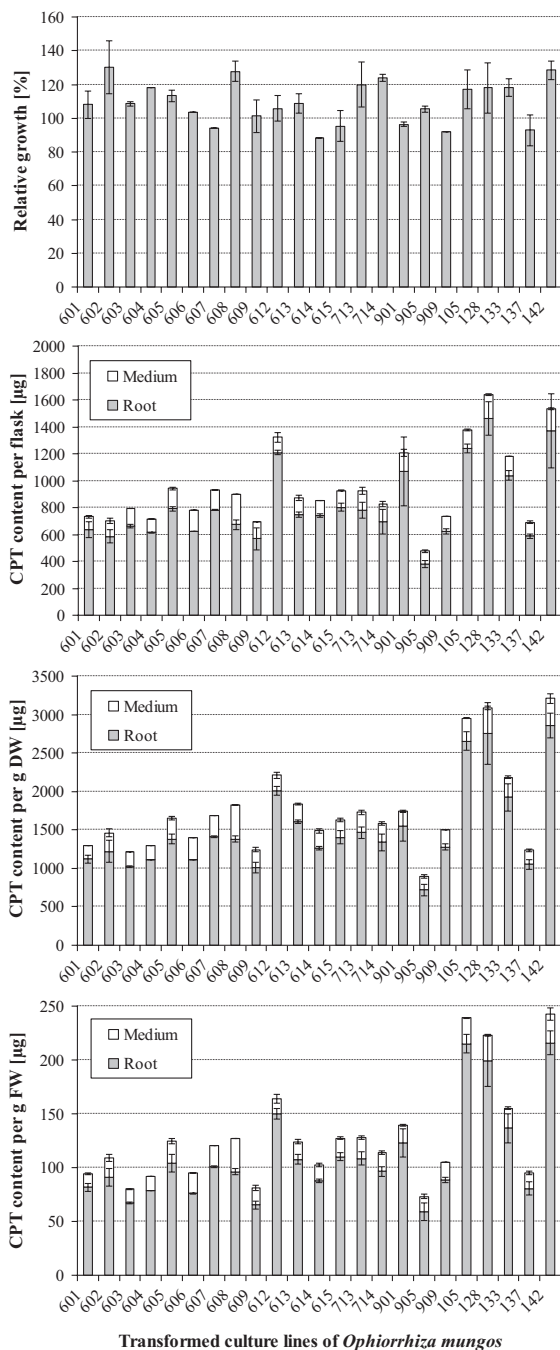 Relative growth [%]
160
140
120
100
80
60
40
20
0
601 602 603 604 605 606 607 608 609 612 613 614 615 713 714 901 905 909 105 128 133 137 142
CPT content per flask [µg]
2000
1800
1600
1400
1200
1000
800
600
400
200
0
Medium
Root
601 602 603 604 605 606 607 608 609 612 613 614 615 713 714 901 905 909 105 128 133 137 142
CPT content per g DW [µg]
3500
3000
2500
2000
1500
1000
500
0
Medium
Root
601 602 603 604 605 606 607 608 609 612 613 614 615 713 714 901 905 909 105 128 133 137 142
CPT content per g FW [µg]
250
200
150
100
50
0
Medium
Root
601 602 603 604 605 606 607 608 609 612 613 614 615 713 714 901 905 909 105 128 133 137 142
Transformed culture lines of Ophiorrhiza mungos